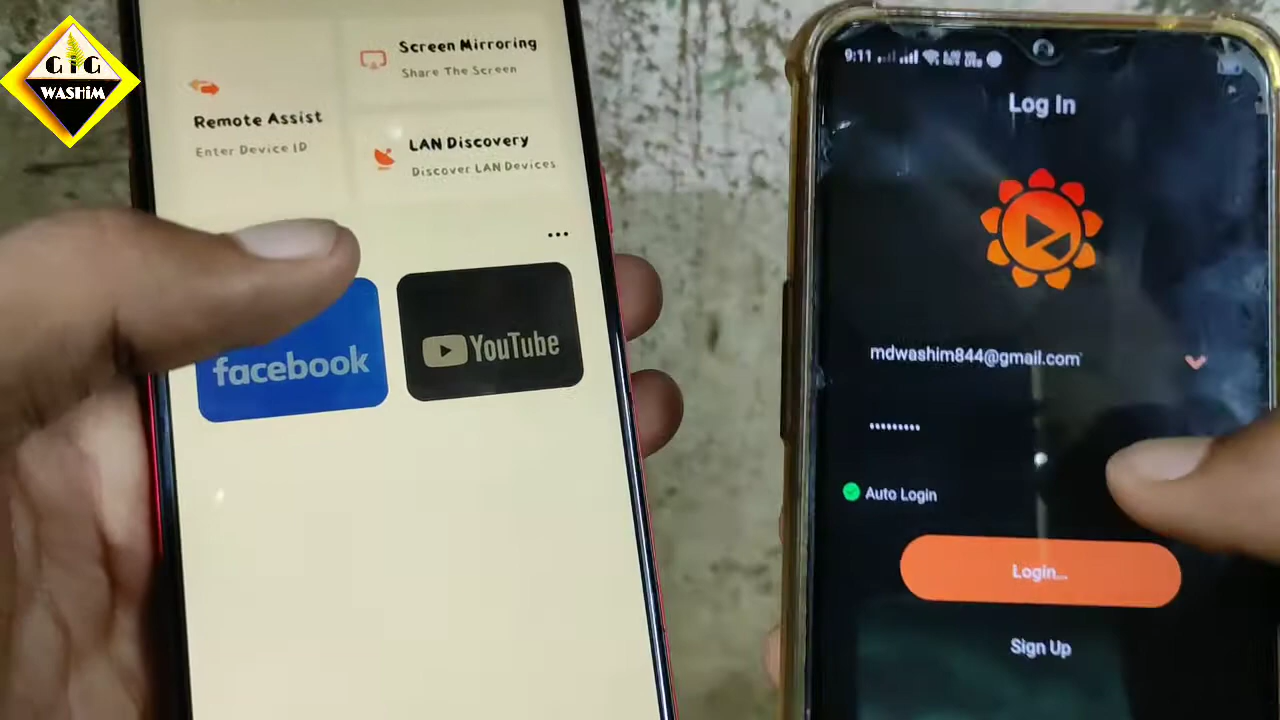 GiG
WASHiM
Screen Mirroring
Share The Screen
Remote Assist
Enter Device ID
LAN Discovery
Discover LAN Devices
facebook
YouTube
9:11
Log In
mdwashim844@gmail.com
Auto Login
Login...
Sign Up